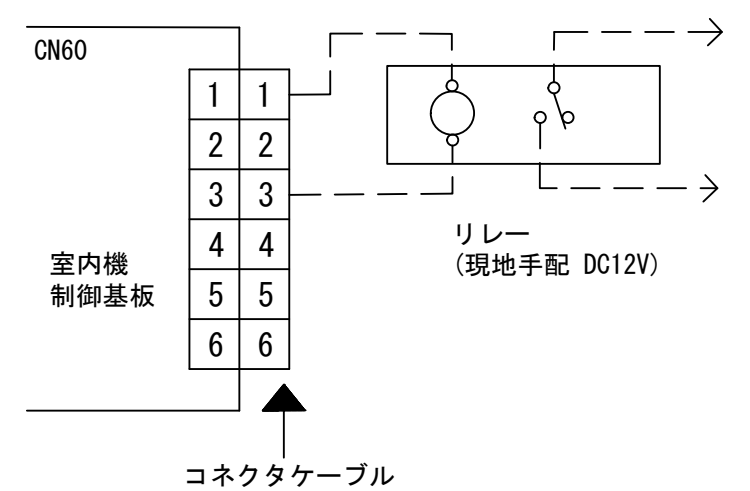 CN60
1 1
2 2
3 3
4 4
5 5
6 6
室内機
制御基板
リレー
(現地手配 DC12V)
コネクタケーブル